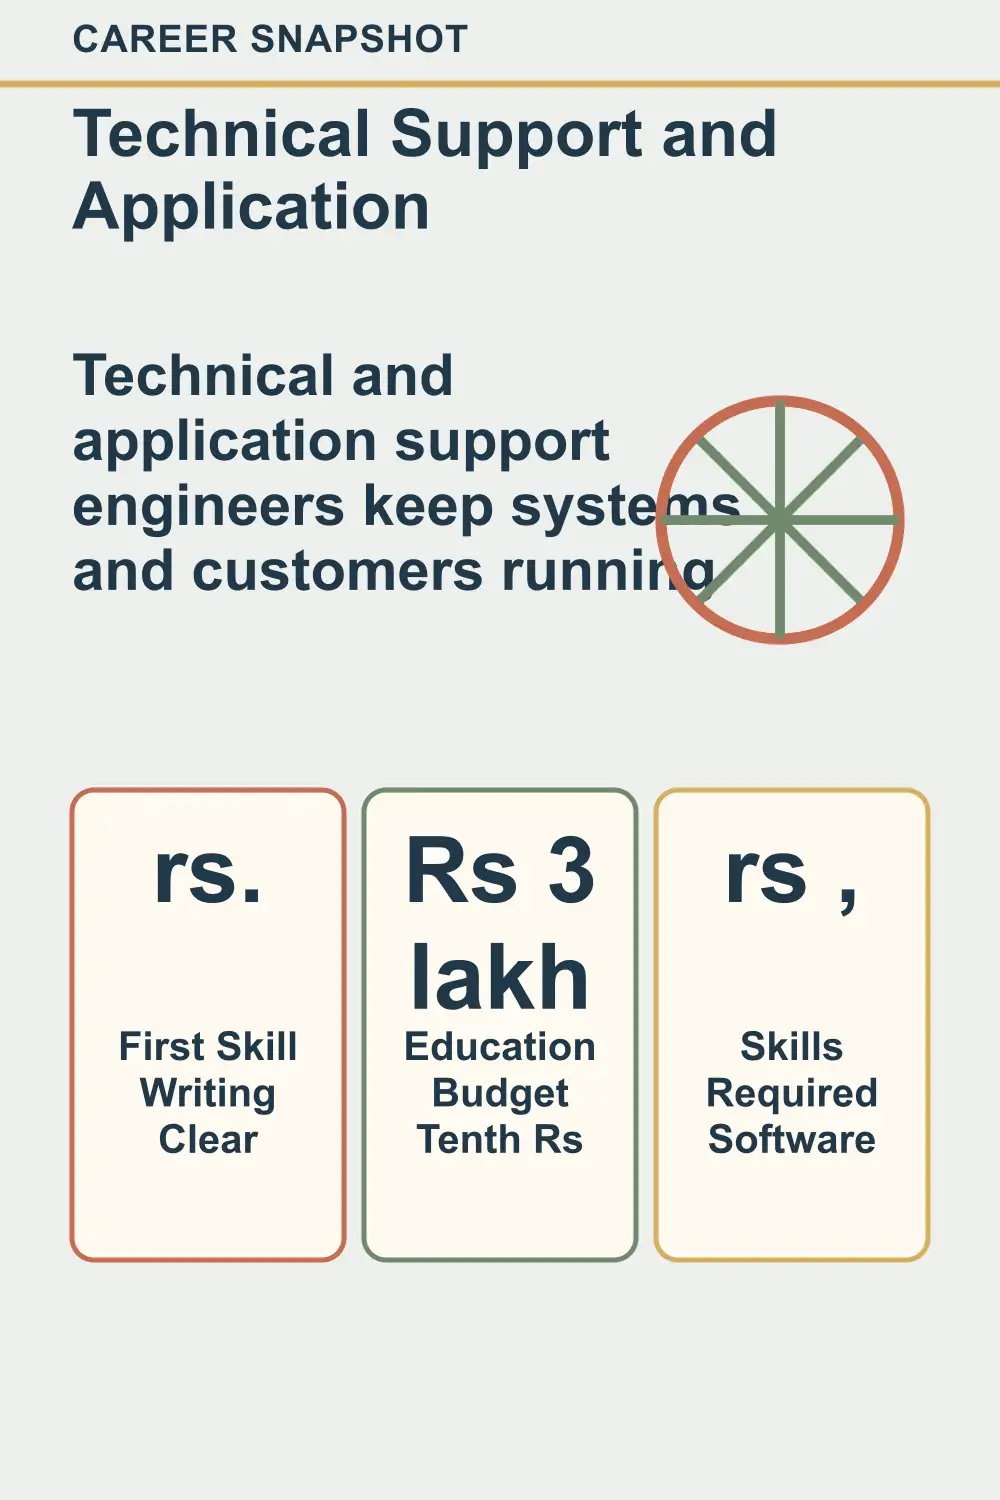 CAREER SNAPSHOT
Technical Support and
Application
Technical and
application support
engineers keep systems
and customers running
rs.
First Skill
Writing
Clear
Rs 3
lakh
Education
Budget
Tenth Rs
rs ,
Skills
Required
Software